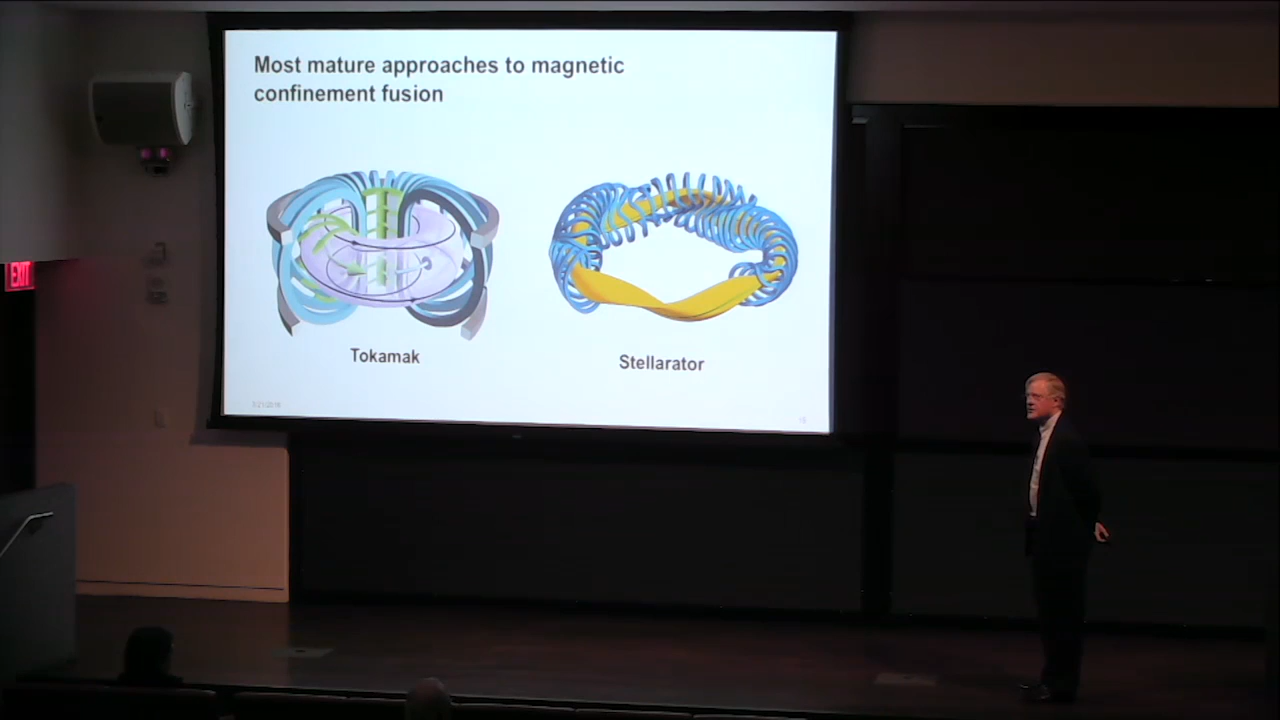 Most mature approaches to magnetic
confinement fusion
Tokamak
Stellarator
EXIT